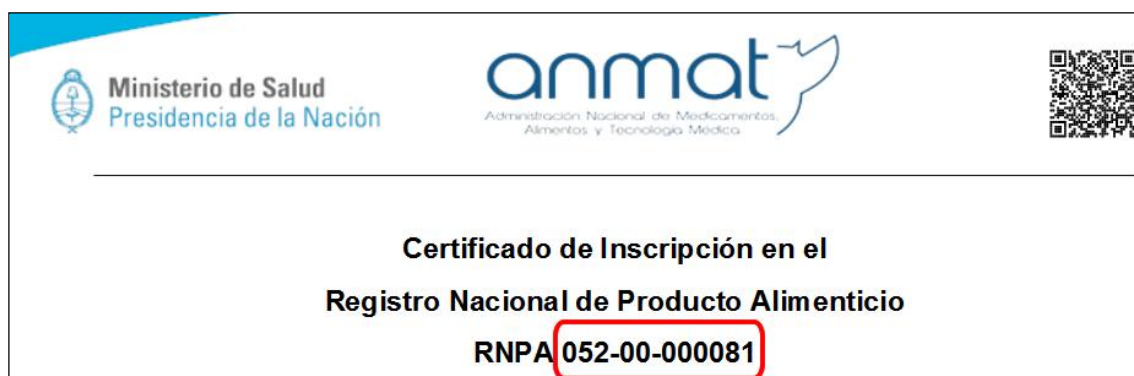 Ministerio de Salud
Presidencia de la Nación
anmat
Administración Nacional de Medicamentos,
Alimentos y Tecnología Médica
Certificado de Inscripción en el
Registro Nacional de Producto Alimenticio
RNPA 052-00-000081